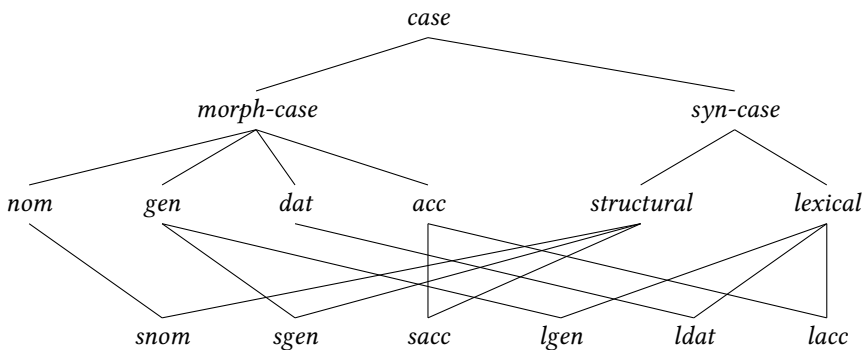 case
morph-case syn-case
nom gen dat acc structural lexical
snom sgen sacc lgen ldat lacc